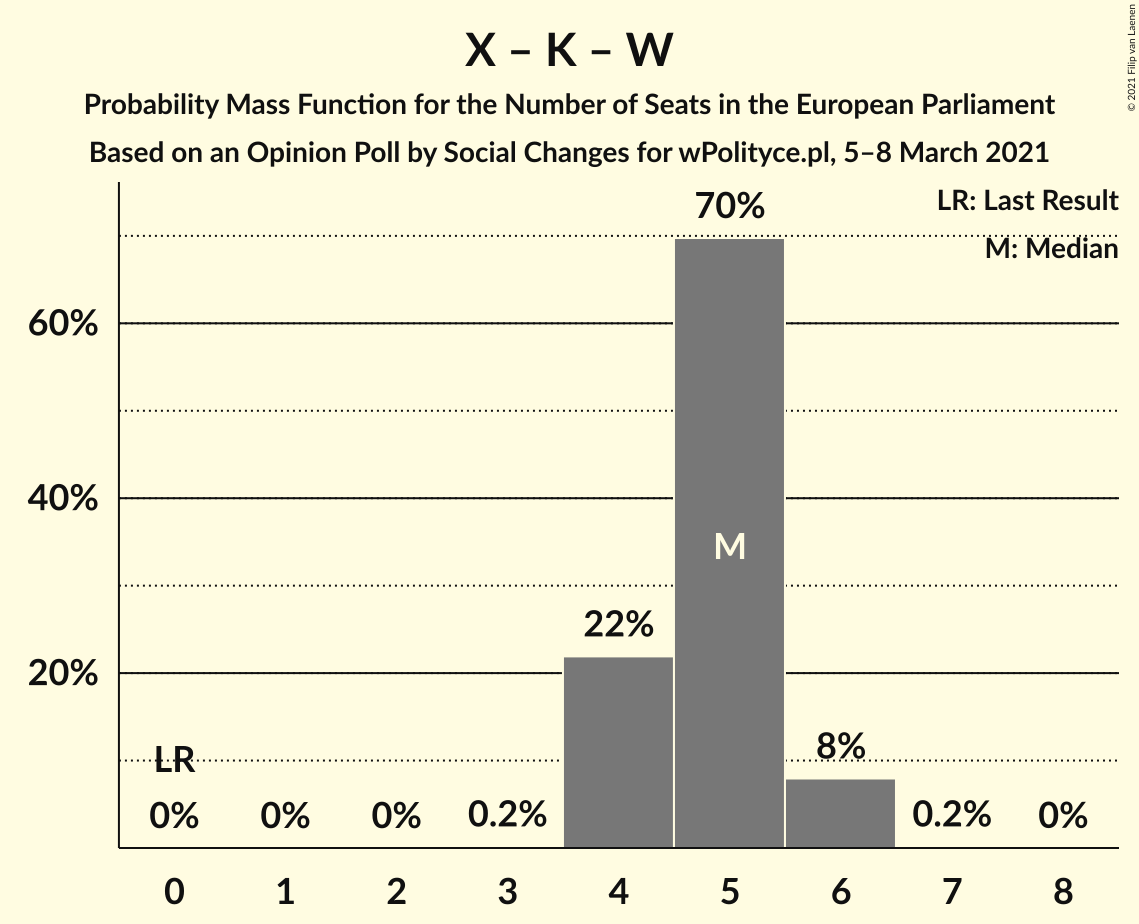 X – K – W
Probability Mass Function for the Number of Seats in the European Parliament
Based on an Opinion Poll by Social Changes for wPolityce.pl, 5–8 March 2021
© 2021 Filip van Laenen
LR: Last Result
M: Median
70%
60%
40%
M
22%
20%
LR
8%
0% 0% 0% 0.2% 0.2% 0%
0 1 2 3 4 5 6 7 8